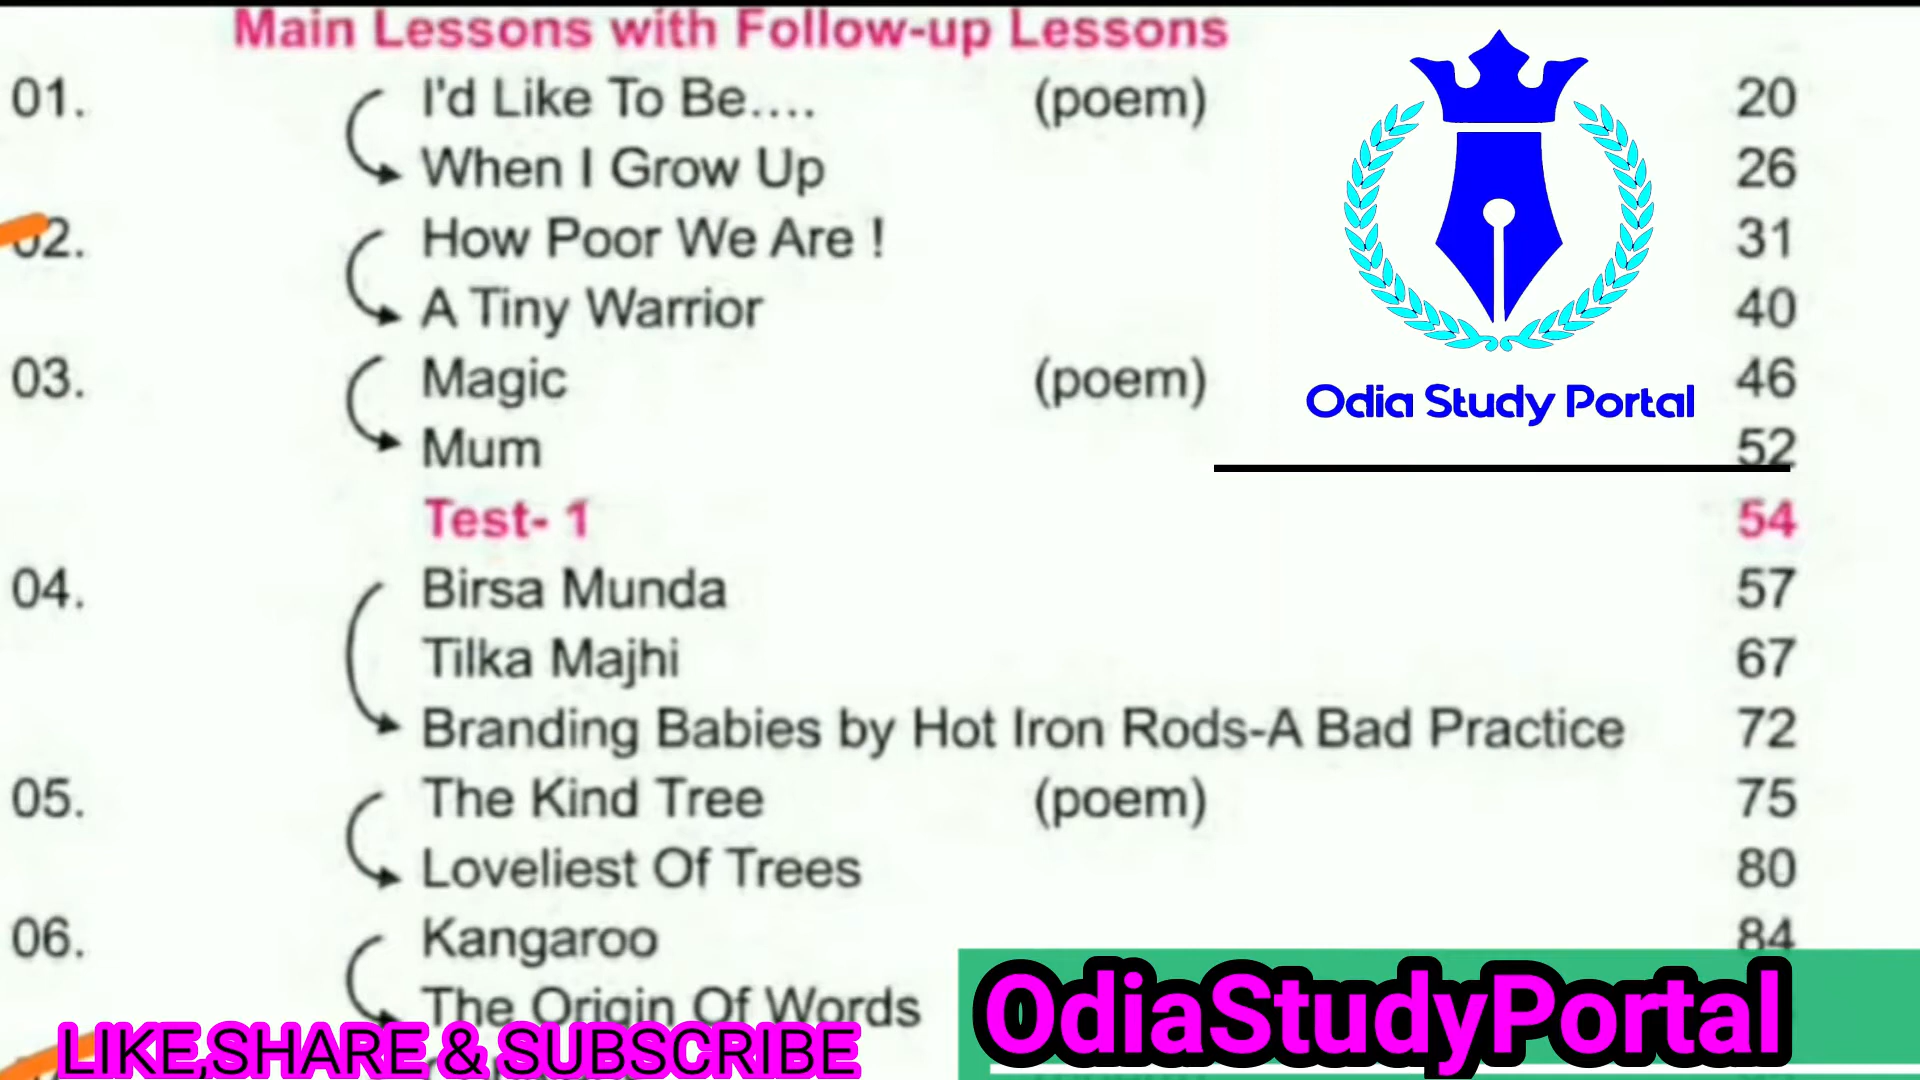 Main Lessons with Follow-up Lessons
01. I'd Like To Be.... (poem) 20
When I Grow Up 26
02. How Poor We Are ! 31
A Tiny Warrior 40
03. Magic (poem) 46
Mum 52
Odia Study Portal
Test- 1 54
04. Birsa Munda 57
Tilka Majhi 67
Branding Babies by Hot Iron Rods-A Bad Practice 72
05. The Kind Tree (poem) 75
Loveliest Of Trees 80
06. Kangaroo 84
The Origin Of Words
OdiaStudyPortal
LIKE,SHARE & SUBSCRIBE